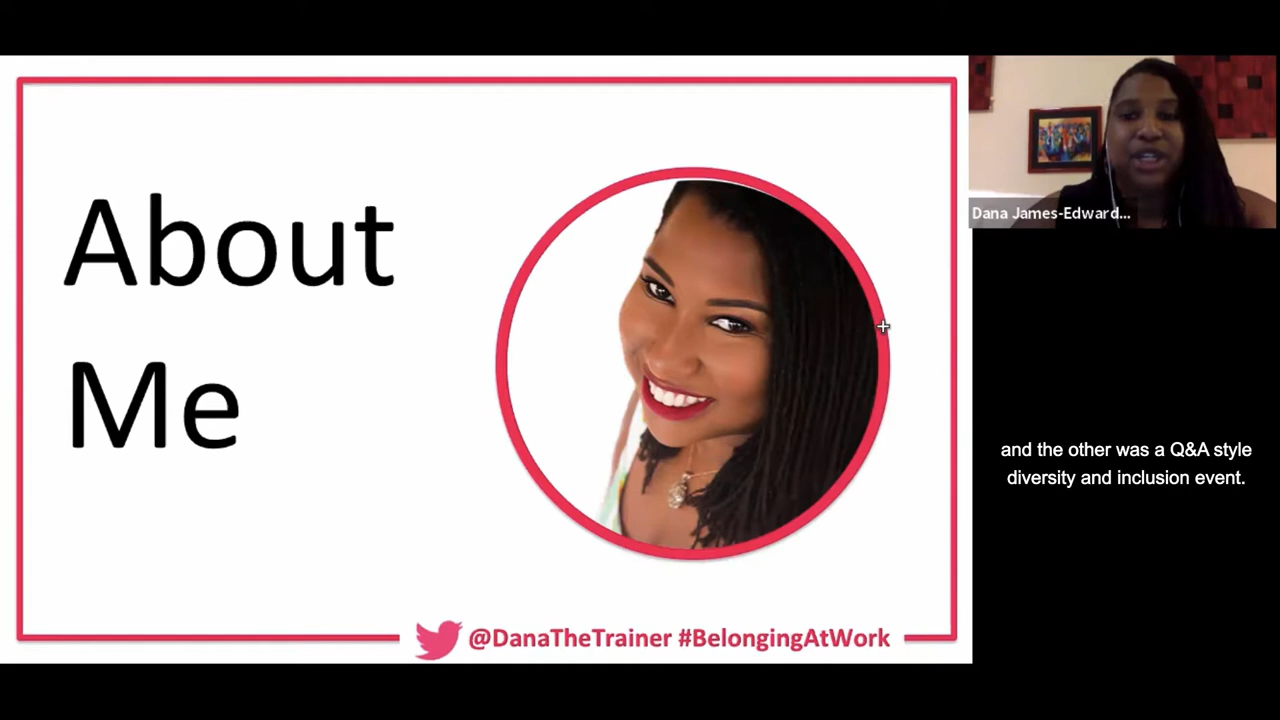 About
Me
@DanaTheTrainer #BelongingAtWork
Dana James-Edward...
and the other was a Q&A style
diversity and inclusion event.